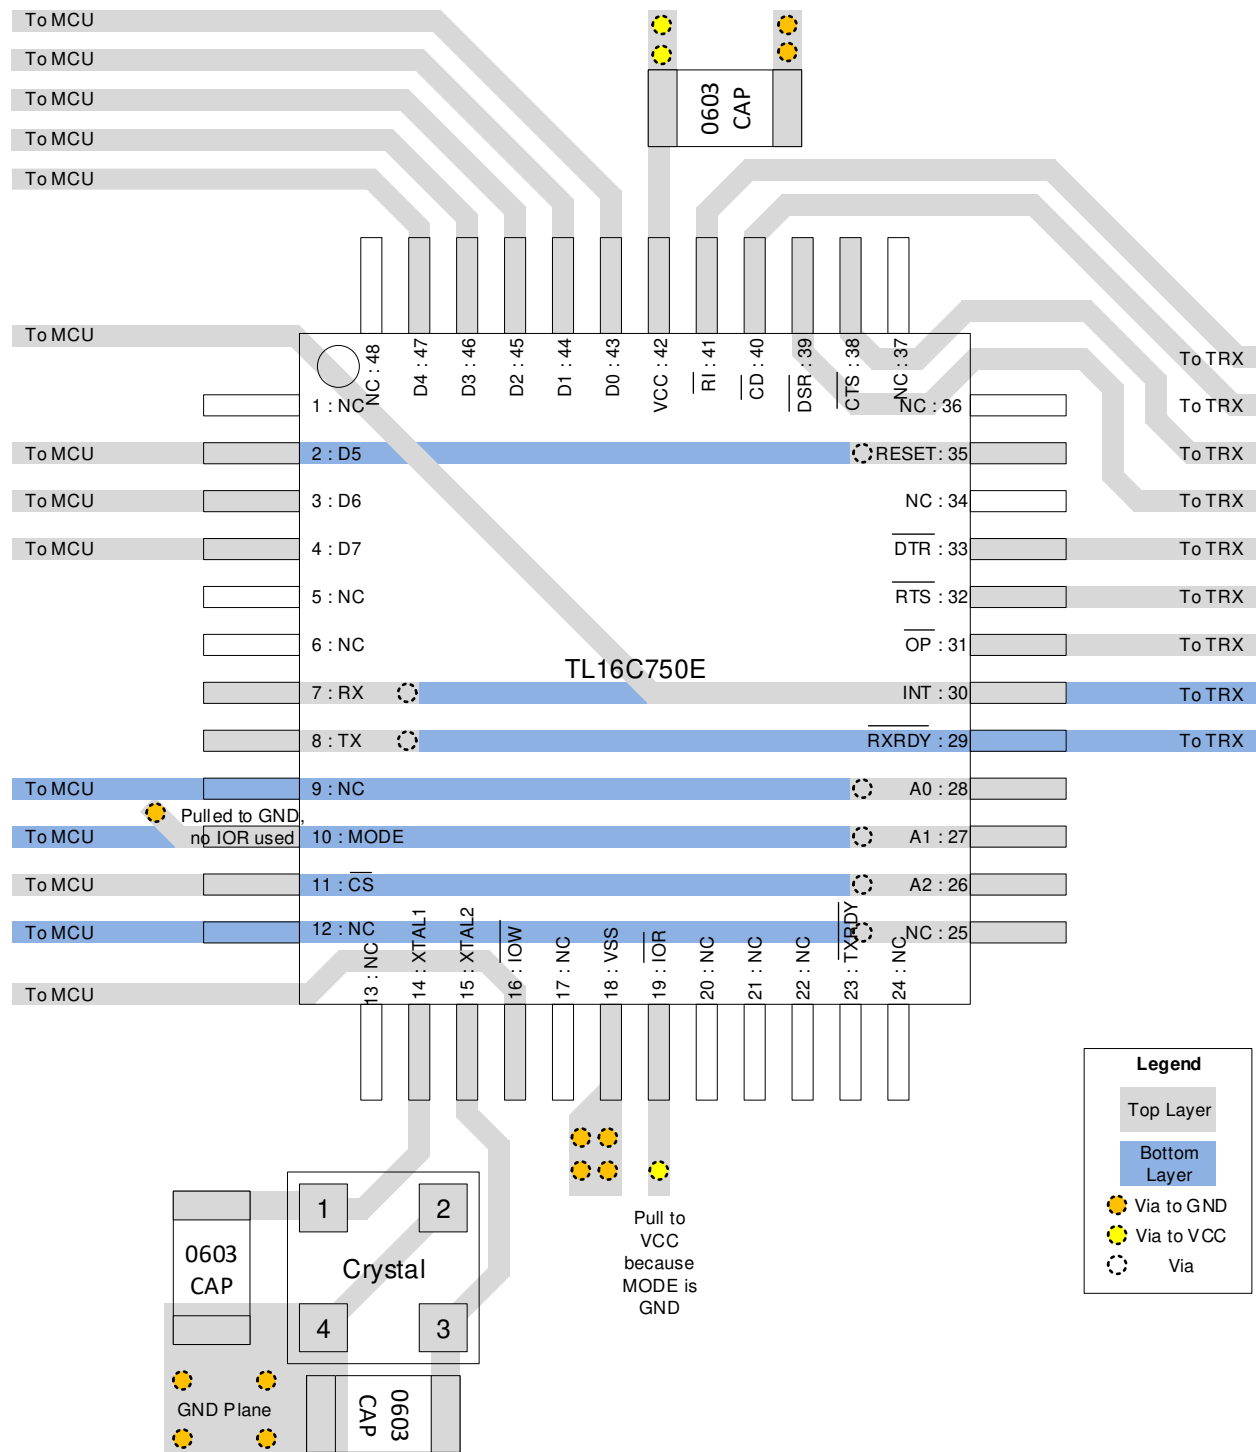 To MCU
To MCU
To MCU
To MCU
To MCU
0603
CAP
To MCU
NC : 48
D4 : 47
D3 : 46
D2 : 45
D1 : 44
D0 : 43
VCC : 42
RI : 41
CD : 40
DSR : 39
CTS : 38
NC : 37
To TRX
1 : NC
NC : 36
To TRX
To MCU
2 : D5
RESET : 35
To TRX
To MCU
3 : D6
NC : 34
To TRX
To MCU
4 : D7
DTR : 33
To TRX
5 : NC
RTS : 32
To TRX
6 : NC
OP : 31
To TRX
TL16C750E
7 : RX
INT : 30
To TRX
8 : TX
RXRDY : 29
To TRX
To MCU
9 : NC
A0 : 28
Pulled to GND,
no IOR used
To MCU
10 : MODE
A1 : 27
To MCU
11 : CS
A2 : 26
To MCU
12 : NC
NC : 25
To MCU
13 : NC
14 : XTAL1
15 : XTAL2
16 : IOW
17 : NC
18 : VSS
19 : IOR
20 : NC
21 : NC
22 : NC
23 : TXRDY
24 : NC
Legend
Top Layer
Bottom
Layer
Via to GND
Via to VCC
Via
Pull to
VCC
because
MODE is
GND
1
2
0603
CAP
Crystal
4
3
GND Plane
0603
CAP